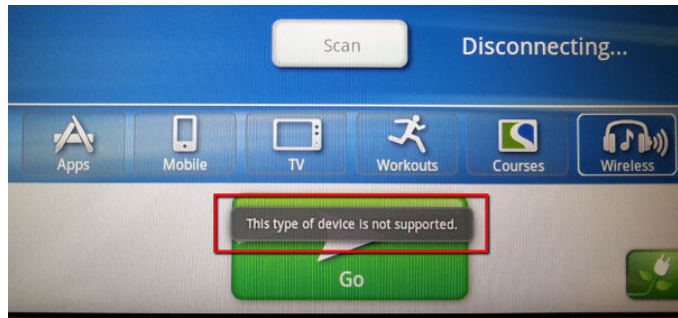 Scan
Disconnecting...
Apps
Mobile
TV
Workouts
Courses
Wireless
This type of device is not supported.
Go